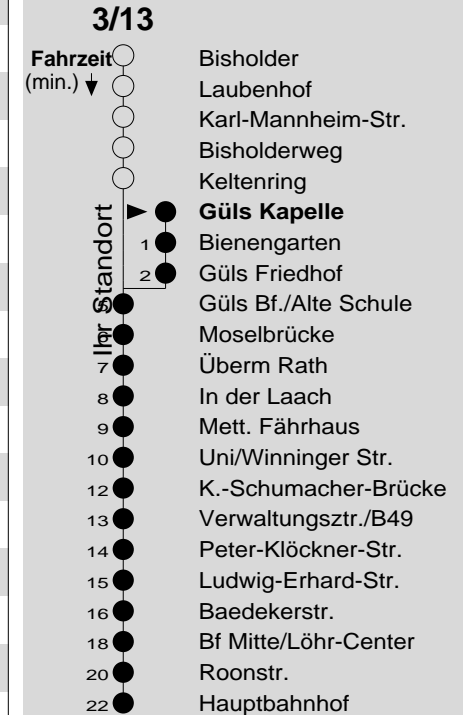 3/13
Fahrzeit
(min.)
Ihr Standort
Bisholder
Laubenhof
Karl-Mannheim-Str.
Bisholderweg
Keltenring
Güls Kapelle
1 Bienengarten
2 Güls Friedhof
5 Güls Bf./Alte Schule
6 Moselbrücke
7 Überm Rath
8 In der Laach
9 Mett. Fährhaus
10 Uni/Winninger Str.
12 K.-Schumacher-Brücke
13 Verwaltungsztr./B49
14 Peter-Klöckner-Str.
15 Ludwig-Erhard-Str.
16 Baedekerstr.
18 Bf Mitte/Löhr-Center
20 Roonstr.
22 Hauptbahnhof